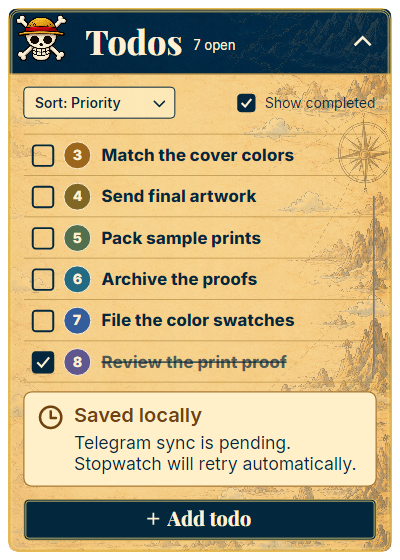 Todos 7 open
Sort: Priority Show completed
3 Match the cover colors
4 Send final artwork
5 Pack sample prints
6 Archive the proofs
7 File the color swatches
8 Review the print proof
Saved locally
Telegram sync is pending.
Stopwatch will retry automatically.
+ Add todo